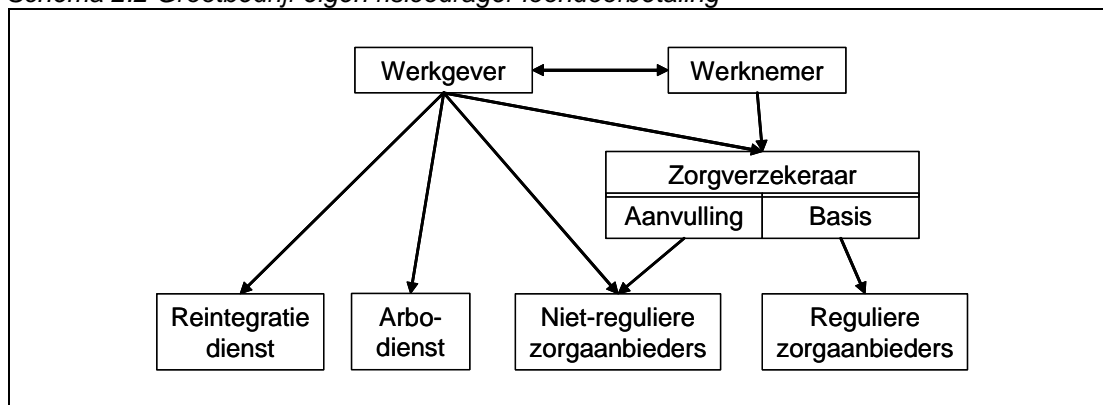 Schema 2.2 Grootbedrijf eigen risicodrager loondoorbetaling
Werkgever
Werknemer
Zorgverzekeraar
Aanvulling
Basis
Reintegratie
dienst
Arbo-
dienst
Niet-reguliere
zorgaanbieders
Reguliere
zorgaanbieders